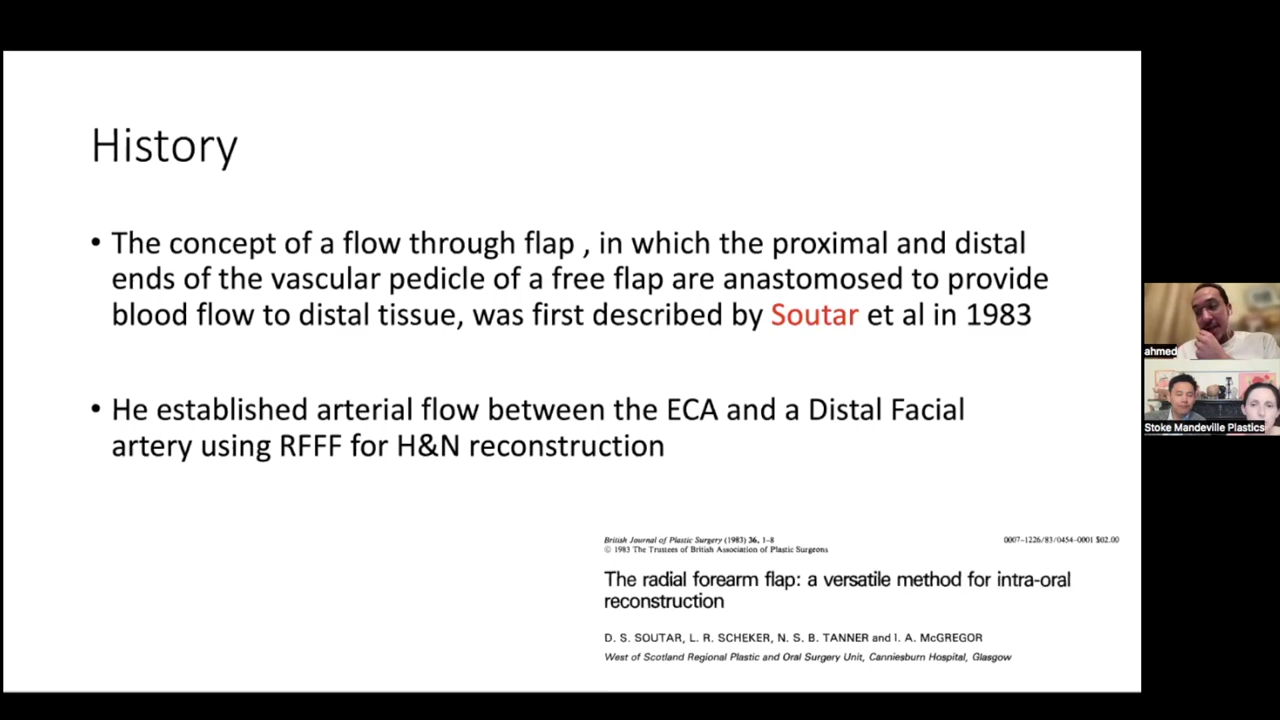 History
• The concept of a flow through flap , in which the proximal and distal
ends of the vascular pedicle of a free flap are anastomosed to provide
blood flow to distal tissue, was first described by Soutar et al in 1983
• He established arterial flow between the ECA and a Distal Facial
artery using RFFF for H&N reconstruction
British Journal of Plastic Surgery (1983) 36, 1–8
© 1983 The Trustees of British Association of Plastic Surgeons
0007–1226/83/0454–0001 $02.00
The radial forearm flap: a versatile method for intra-oral
reconstruction
D. S. SOUTAR, L. R. SCHEKER, N. S. B. TANNER and I. A. McGREGOR
West of Scotland Regional Plastic and Oral Surgery Unit, Canniesburn Hospital, Glasgow
ahmed
Stoke Mandeville Plastics